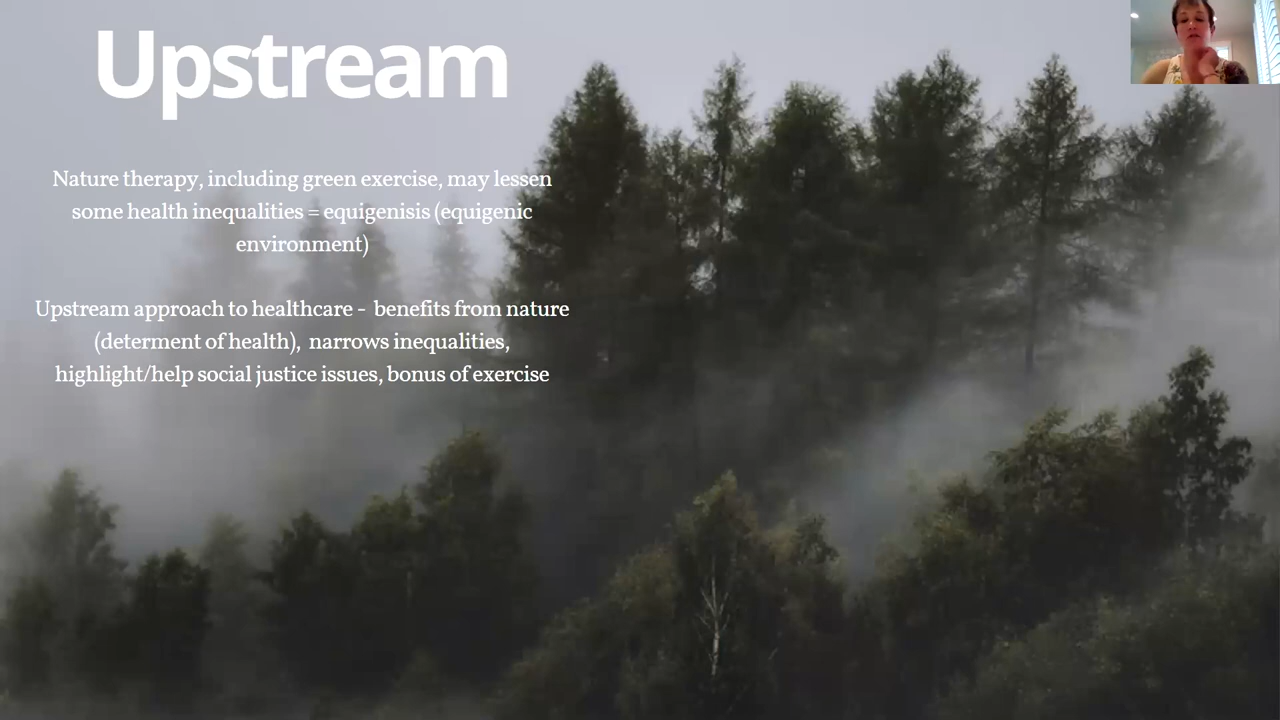 Upstream
Nature therapy, including green exercise, may lessen
some health inequalities = equigenisis (equigenic
environment)
Upstream approach to healthcare -  benefits from nature
(determent of health),  narrows inequalities,
highlight/help social justice issues, bonus of exercise